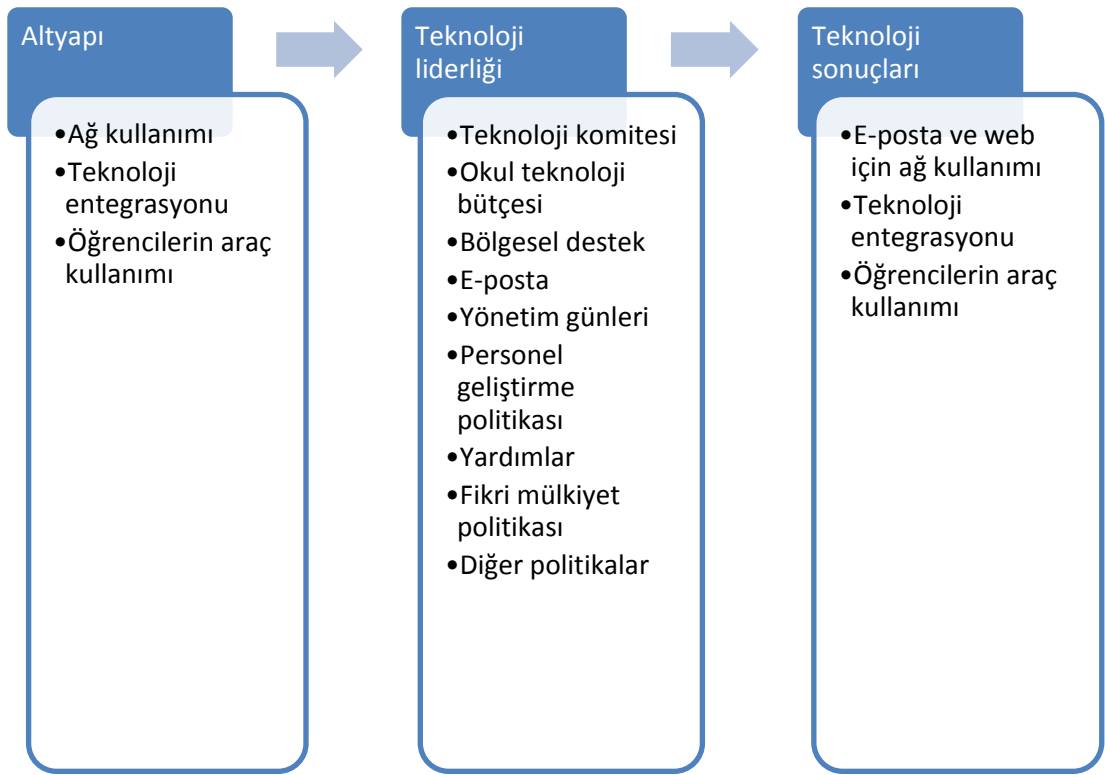 Altyapı
•Ağ kullanımı
•Teknoloji
entegrasyonu
•Öğrencilerin araç
kullanımı
Teknoloji
liderliği
•Teknoloji komitesi
•Okul teknoloji
bütçesi
•Bölgesel destek
•E-posta
•Yönetim günleri
•Personel
geliştirme
politikası
•Yardımlar
•Fikri mülkiyet
politikası
•Diğer politikalar
Teknoloji
sonuçları
•E-posta ve web
için ağ kullanımı
•Teknoloji
entegrasyonu
•Öğrencilerin araç
kullanımı